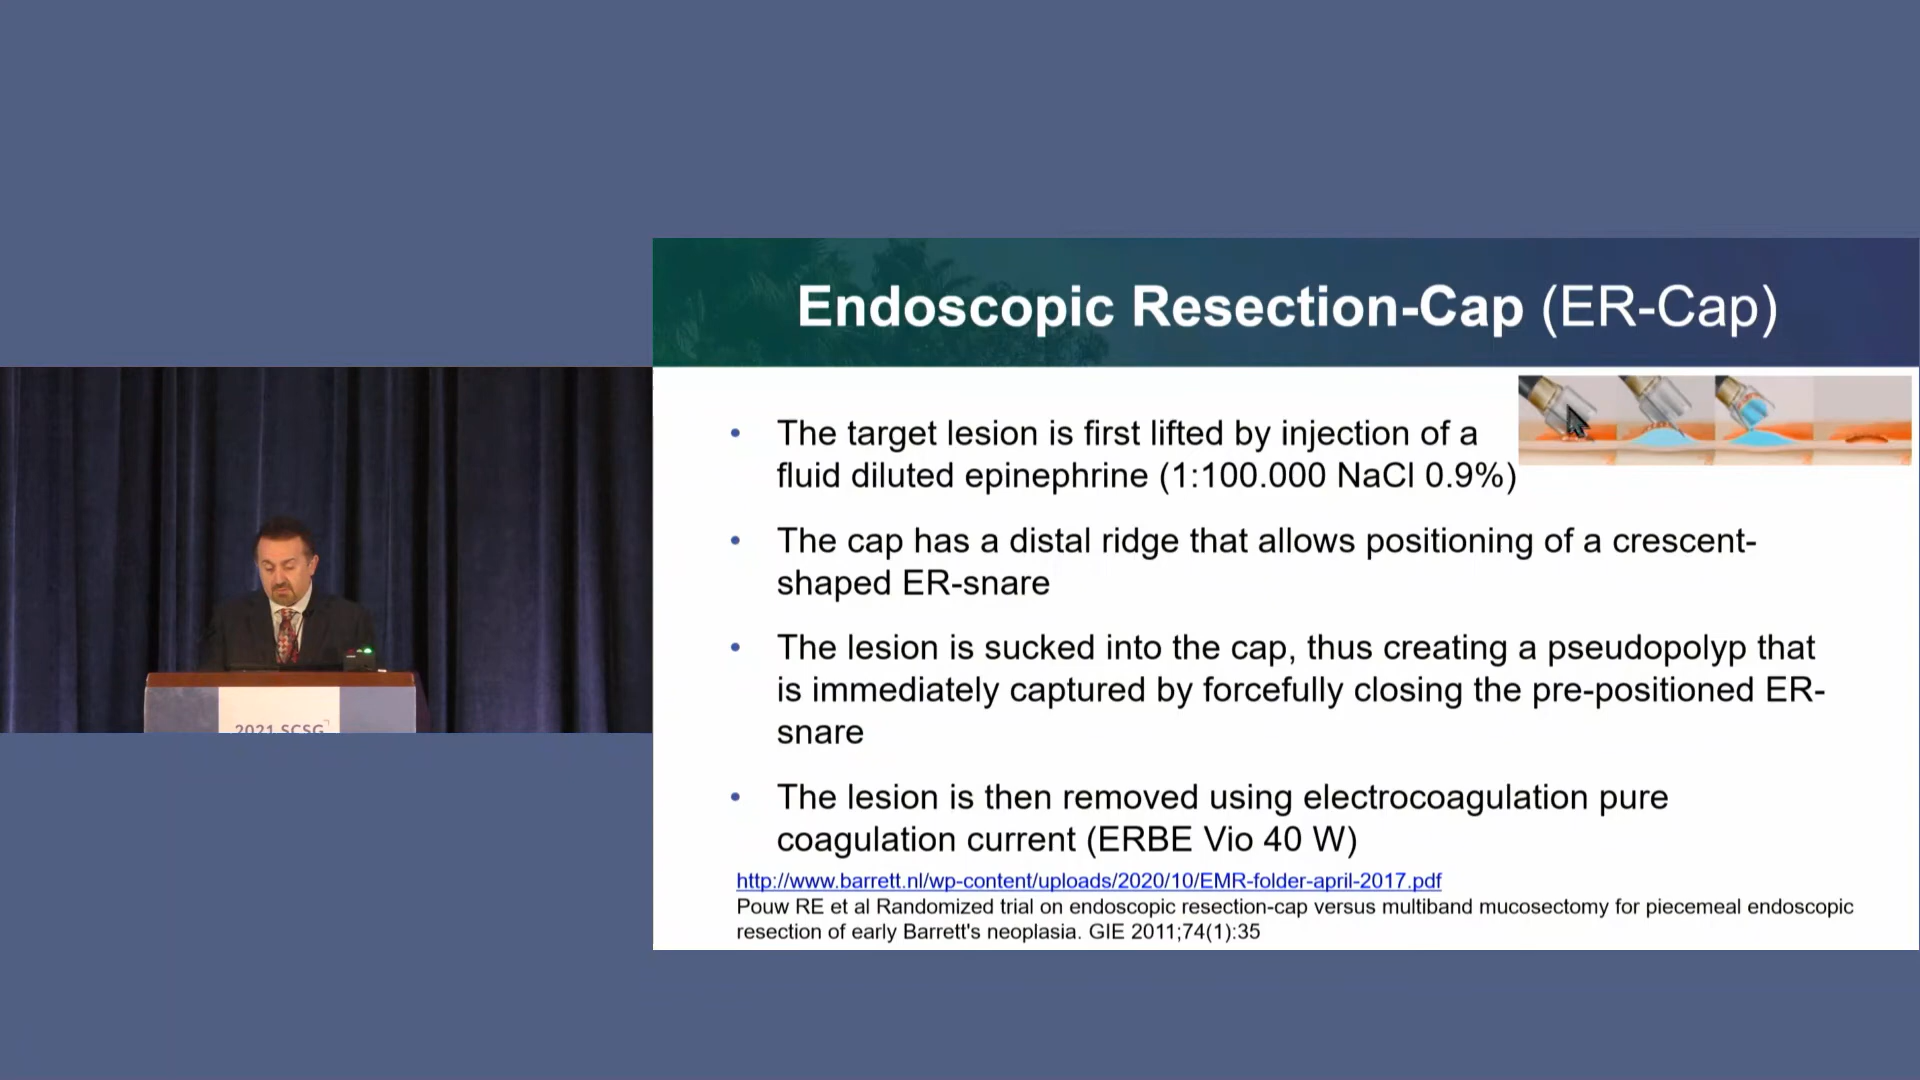 Endoscopic Resection-Cap (ER-Cap)
• The target lesion is first lifted by injection of a
fluid diluted epinephrine (1:100.000 NaCl 0.9%)
• The cap has a distal ridge that allows positioning of a crescent-
shaped ER-snare
• The lesion is sucked into the cap, thus creating a pseudopolyp that
is immediately captured by forcefully closing the pre-positioned ER-
snare
• The lesion is then removed using electrocoagulation pure
coagulation current (ERBE Vio 40 W)
http://www.barrett.nl/wp-content/uploads/2020/10/EMR-folder-april-2017.pdf
Pouw RE et al Randomized trial on endoscopic resection-cap versus multiband mucosectomy for piecemeal endoscopic
resection of early Barrett's neoplasia. GIE 2011;74(1):35
2021 SCSG